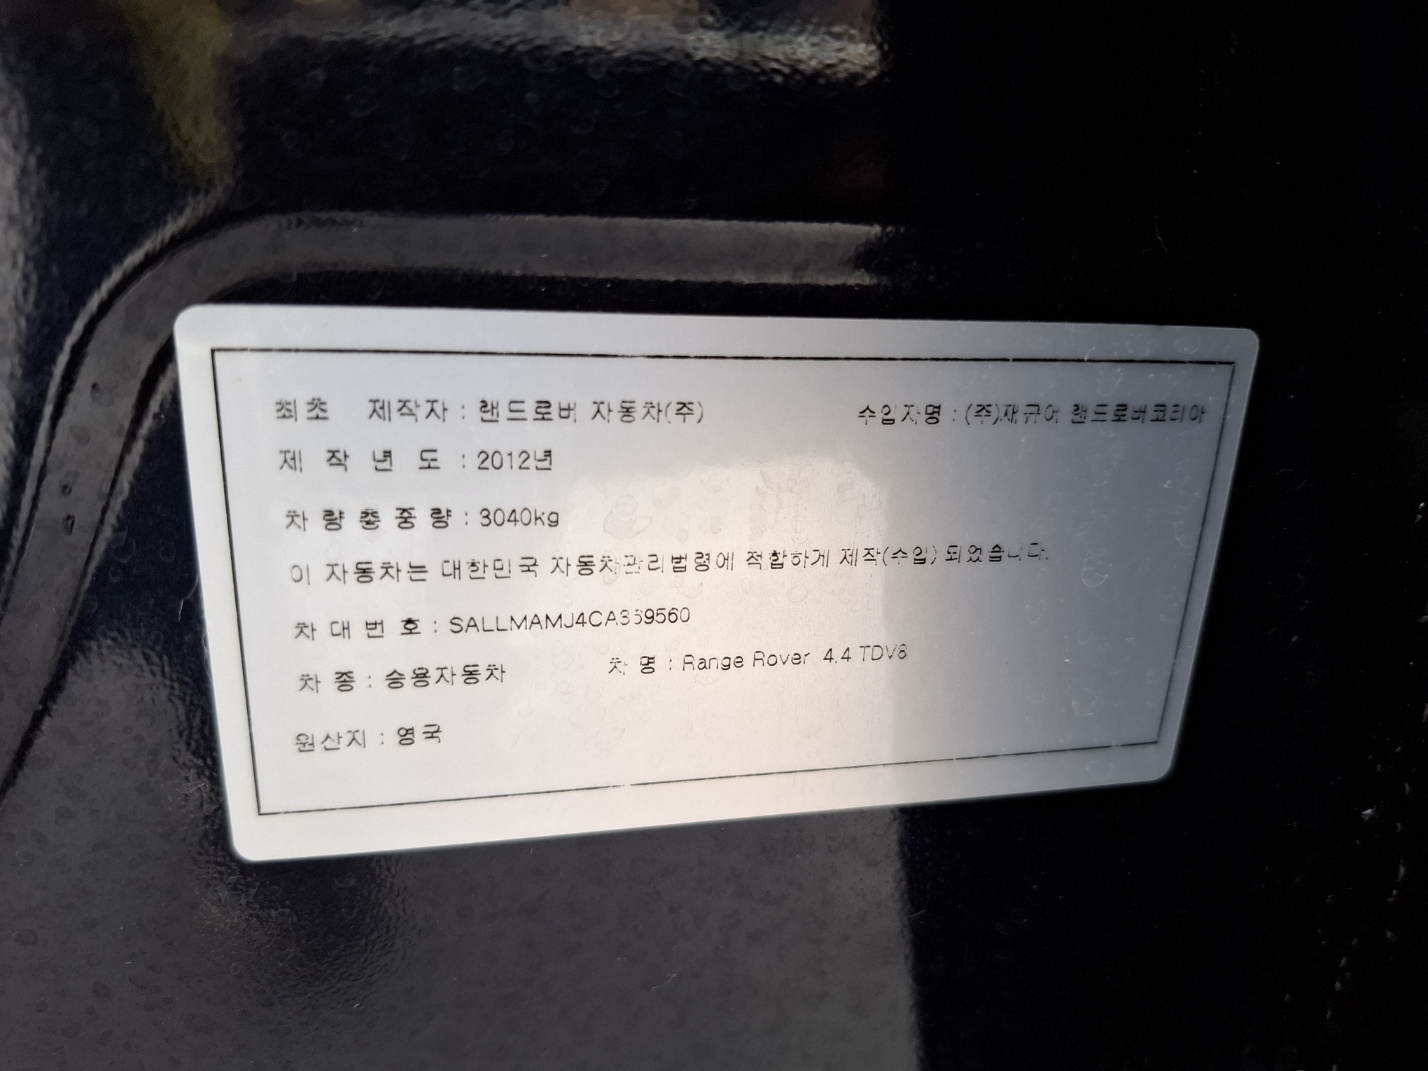 최초 제작자 : 랜드로버 자동차(주) 수입자명 : (주)재규어 랜드로버코리아
제 작 년 도 : 2012년
차 량 총 중 량 : 3040kg
이 자동차는 대한민국 자동차관리법령에 적합하게 제작(수입) 되었습니다.
차 대 번 호 : SALLMAMJ4CA359560
차 종 : 승용자동차 차 명 : Range Rover 4.4 TDV8
원산지 : 영국